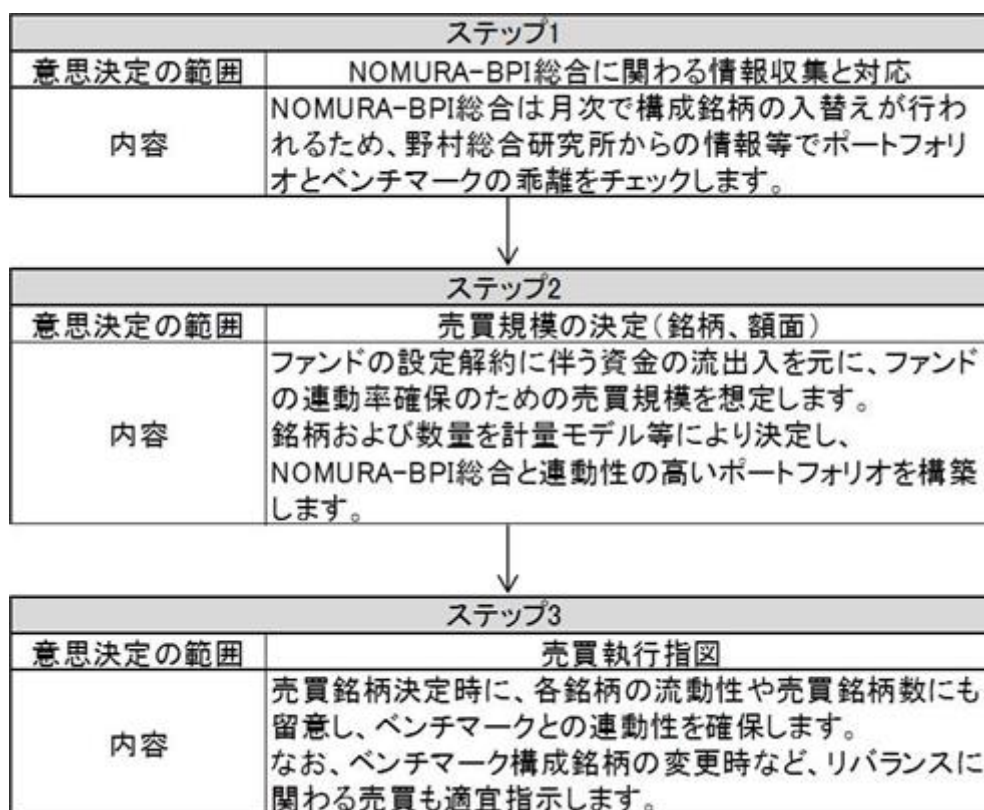 ステップ1
意思決定の範囲 NOMURA-BPI総合に関わる情報収集と対応
内容
NOMURA-BPI総合は月次で構成銘柄の入替えが行わ
れるため、野村総合研究所からの情報等でポートフォリ
オとベンチマークの乖離をチェックします。
ステップ2
意思決定の範囲 売買規模の決定(銘柄、額面)
内容
ファンドの設定解約に伴う資金の流出入を元に、ファンド
の連動率確保のための売買規模を想定します。
銘柄および数量を計量モデル等により決定し、
NOMURA-BPI総合と連動性の高いポートフォリオを構築
します。
ステップ3
意思決定の範囲 売買執行指図
内容
売買銘柄決定時に、各銘柄の流動性や売買銘柄数にも
留意し、ベンチマークとの連動性を確保します。
なお、ベンチマーク構成銘柄の変更時など、リバランスに
関わる売買も適宜指示します。